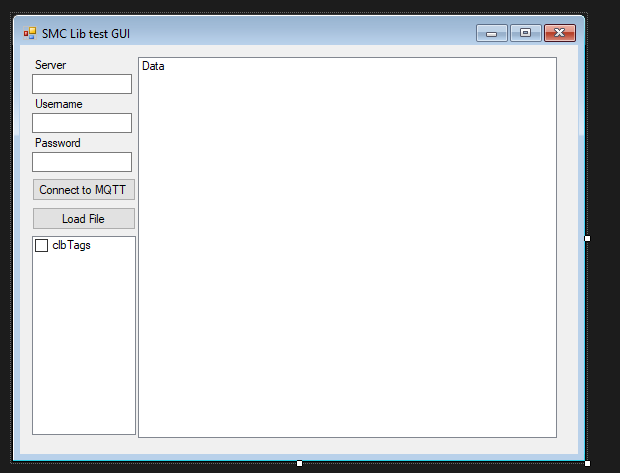 SMC Lib test GUI
Server
Username
Password
Connect to MQTT
Load File
clbTags
Data